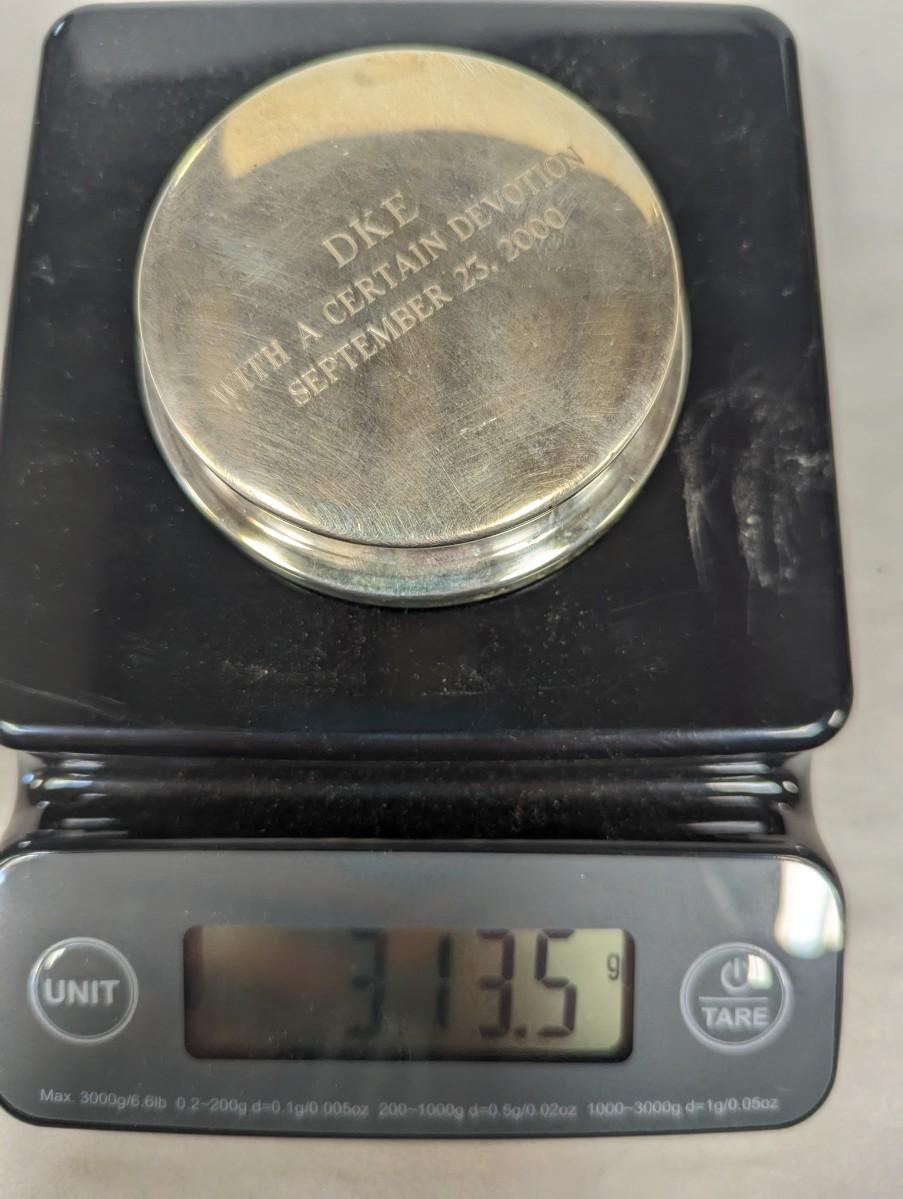 DKE
WITH A CERTAIN DEVOTION
SEPTEMBER 23, 2000
313.5 g
UNIT
TARE
Max. 3000g/6.6lb 0.2~200g d=0.1g/0.005oz 200~1000g d=0.5g/0.02oz 1000~3000g d=1g/0.05oz